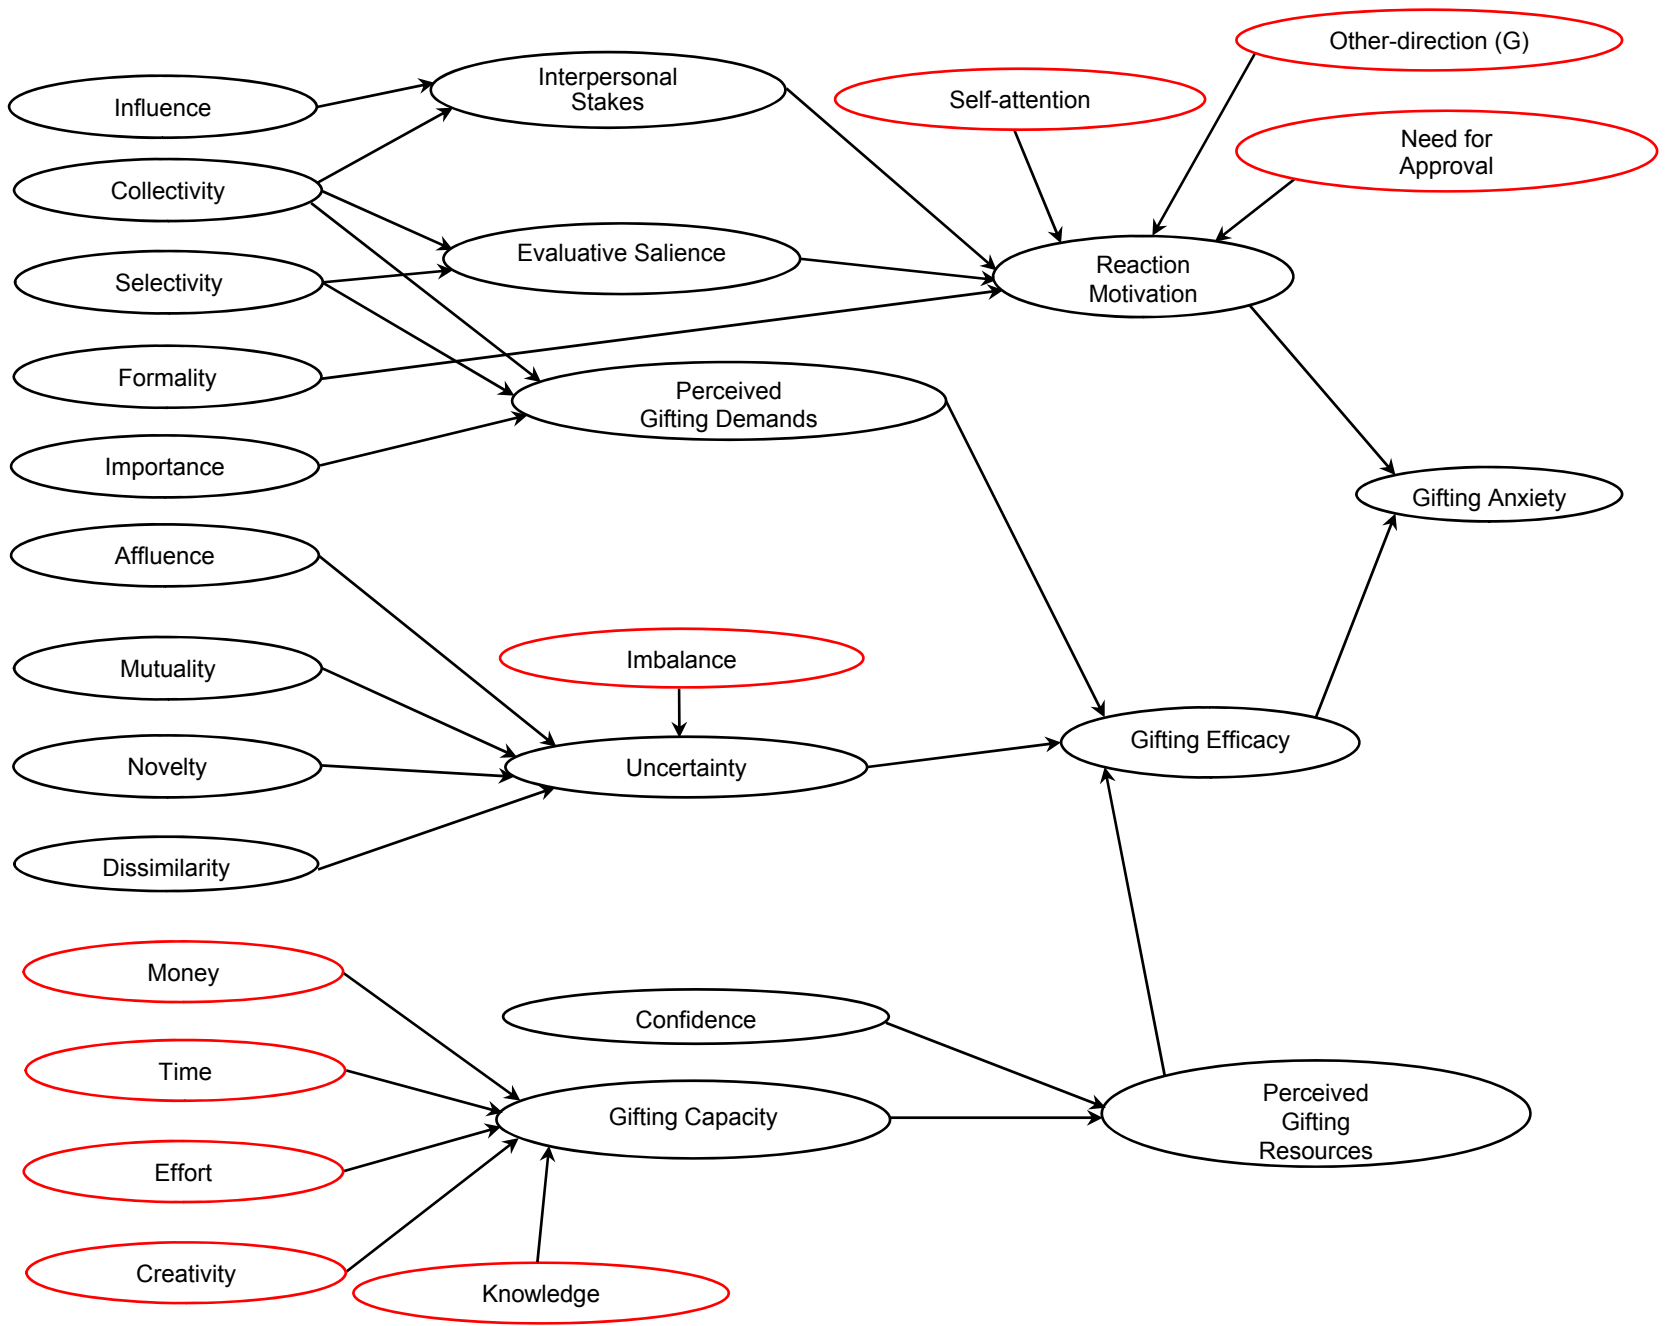 Other-direction (G)
Interpersonal
Stakes
Self-attention
Influence
Need for
Approval
Collectivity
Evaluative Salience
Reaction
Motivation
Selectivity
Formality
Perceived
Gifting Demands
Importance
Gifting Anxiety
Affluence
Mutuality
Imbalance
Gifting Efficacy
Novelty
Uncertainty
Dissimilarity
Money
Confidence
Time
Perceived
Gifting
Resources
Gifting Capacity
Effort
Creativity
Knowledge